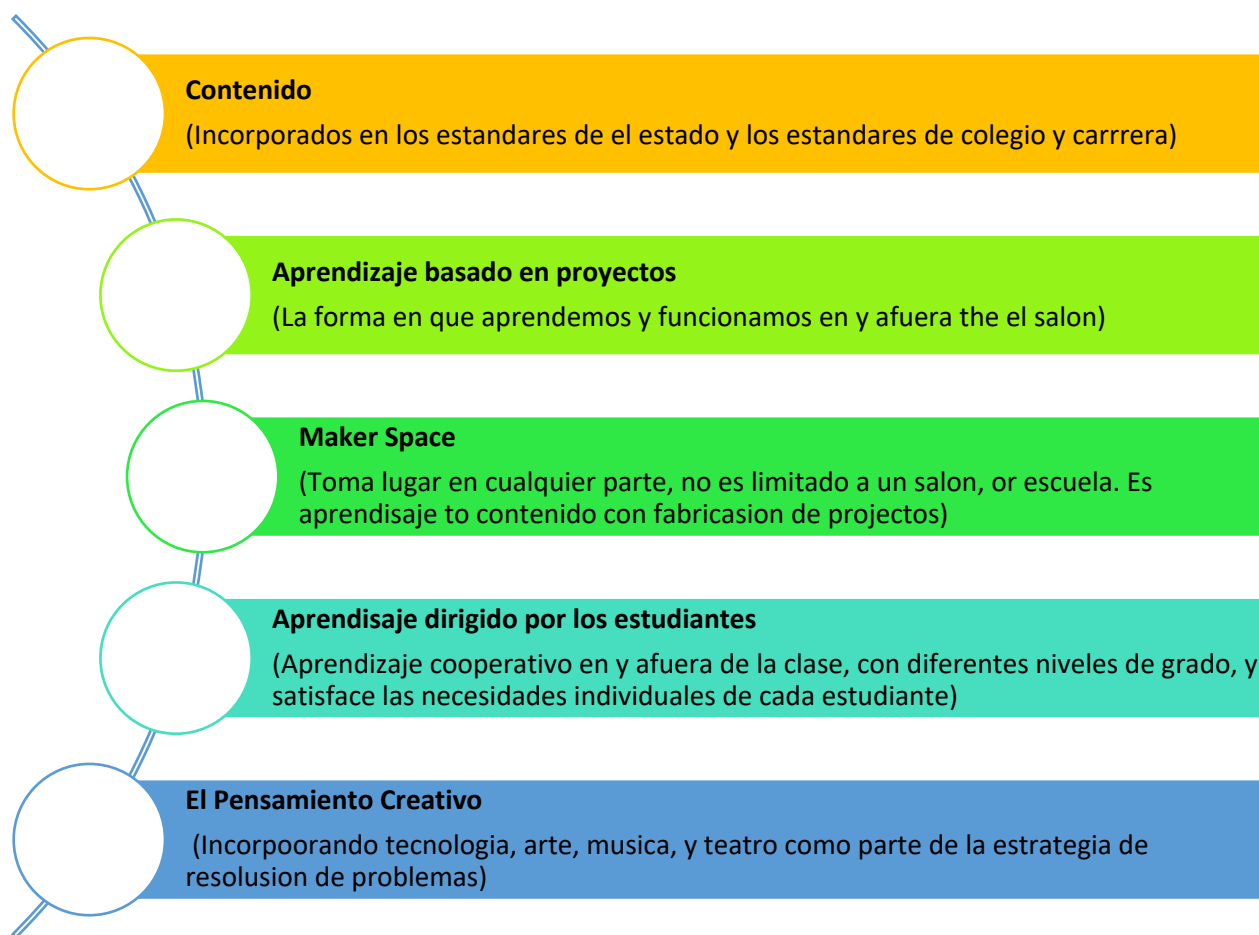 Contenido
(Incorporados en los estandares de el estado y los estandares de colegio y carrrera)
Aprendizaje basado en proyectos
(La forma en que aprendemos y funcionamos en y afuera the el salon)
Maker Space
(Toma lugar en cualquier parte, no es limitado a un salon, or escuela. Es
aprendisaje to contenido con fabricasion de projectos)
Aprendisaje dirigido por los estudiantes
(Aprendizaje cooperativo en y afuera de la clase, con diferentes niveles de grado, y
satisface las necesidades individuales de cada estudiante)
El Pensamiento Creativo
(Incorpoorando tecnologia, arte, musica, y teatro como parte de la estrategia de
resolusion de problemas)